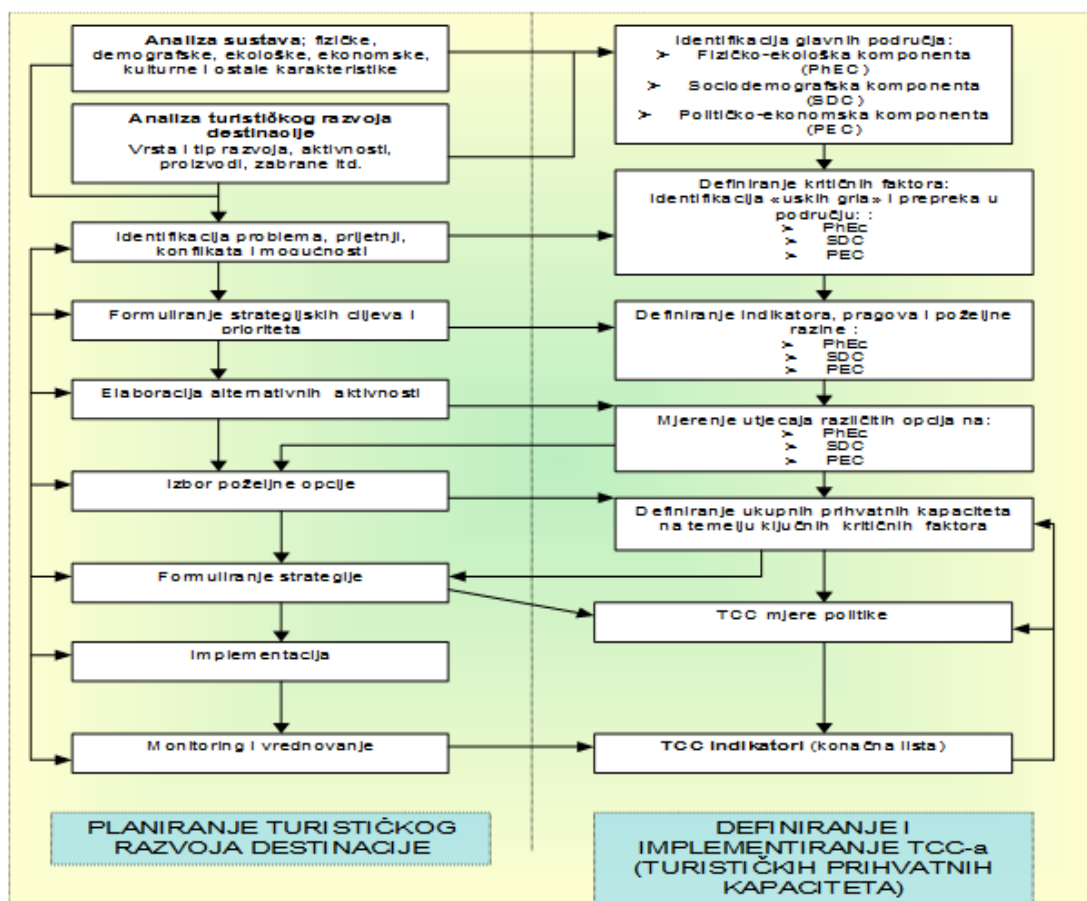 Analiza sustava; fizičke,
demografske, ekološke, ekonomske,
kulturne i ostale karakteristike
Analiza turističkog razvoja
destinacije
Vrsta i tip razvoja, aktivnosti,
proizvodi, zabrane itd.
Identifikacija problema, prijetnji,
konflikata i mogućnosti
Formuliranje strategijskih ciljeva i
prioriteta
Elaboracija alternativnih aktivnosti
Izbor poželjne opcije
Formuliranje strategije
Implementacija
Monitoring i vrednovanje
PLANIRANJE TURISTIČKOG
RAZVOJA DESTINACIJE
Identifikacija glavnih područja:
➢ Fizičko-ekološka komponenta
(PhEC)
➢ Sociodemografska komponenta
(SDC)
➢ Političko-ekonomska komponenta
(PEC)
Definiranje kritičnih faktora:
Identifikacija «uskih grla» i prepreka u
području: :
➢ PhEc
➢ SDC
➢ PEC
Definiranje indikatora, pragova i poželjne
razine :
➢ PhEc
➢ SDC
➢ PEC
Mjerenje utjecaja različitih opcija na:
➢ PhEc
➢ SDC
➢ PEC
Definiranje ukupnih prihvatnih kapaciteta
na temelju ključnih kritičnih faktora
TCC mjere politike
TCC indikatori (konačna lista)
DEFINIRANJE I
IMPLEMENTIRANJE TCC-a
(TURISTIČKIH PRIHVATNIH
KAPACITETA)